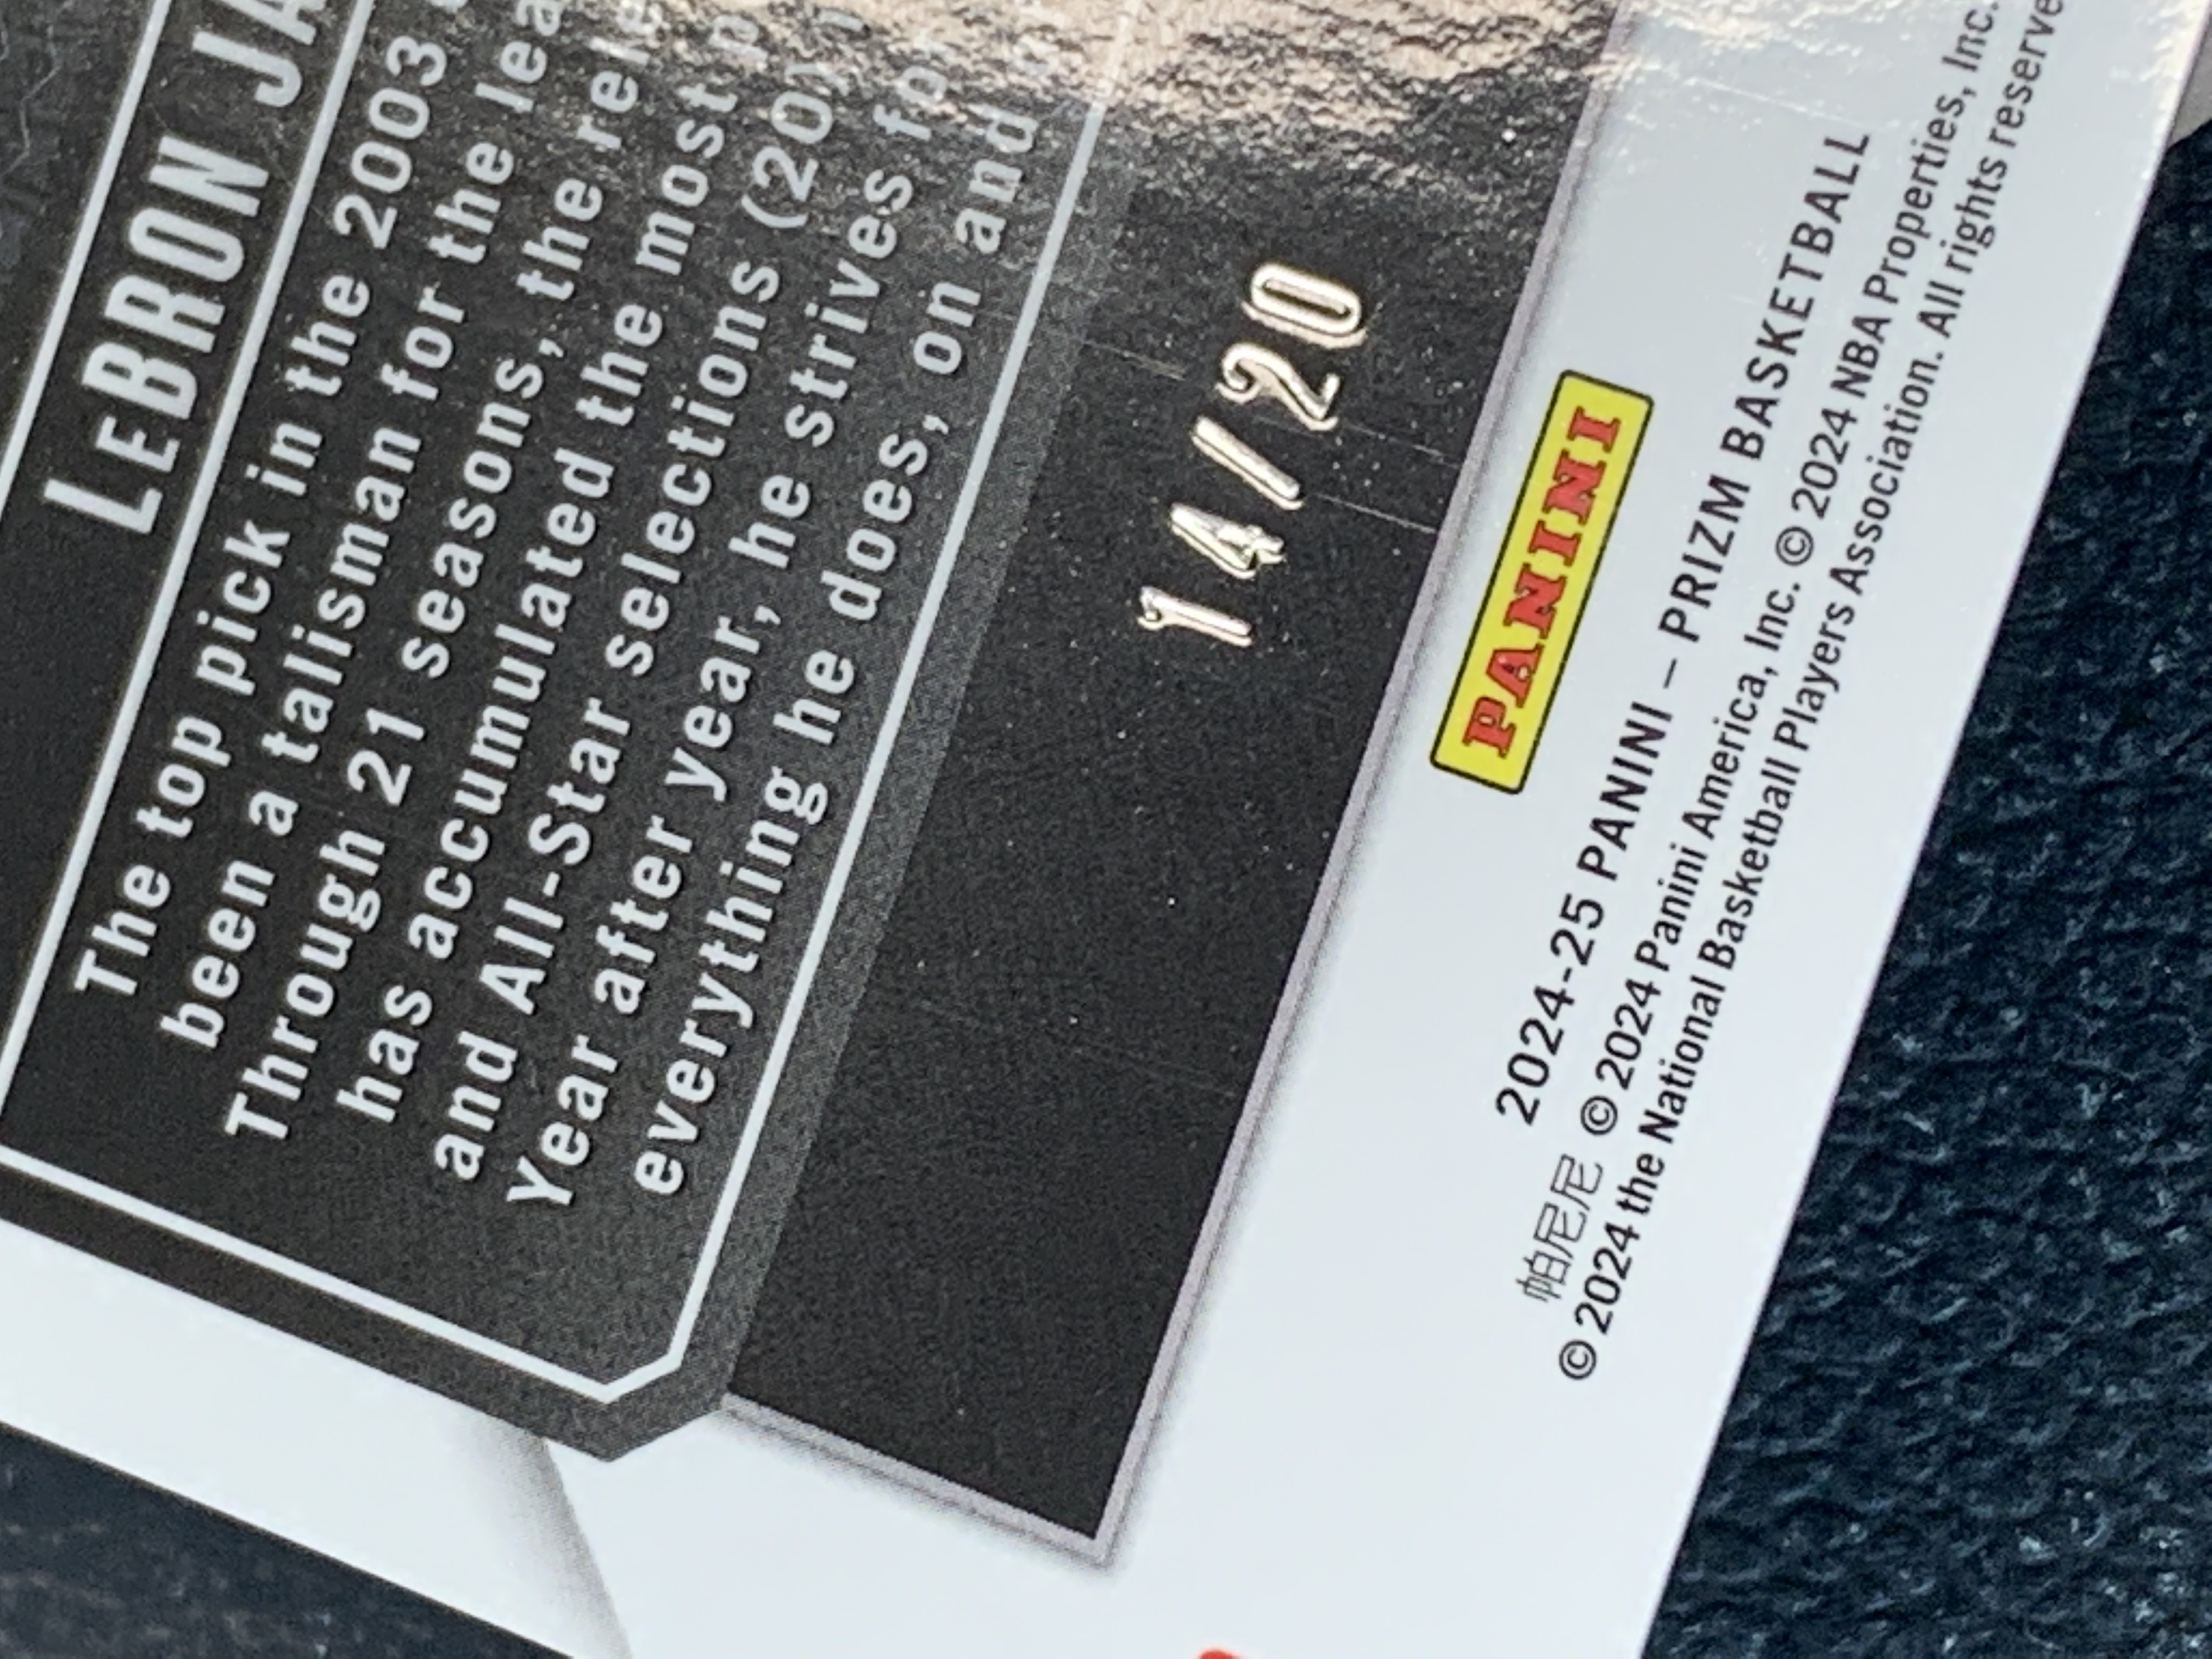 LEBRON JA
The top pick in the 2003
been a talisman for the lea
Through 21 seasons, the rele
has accumulated the most p
and All-Star selections (20) in
Year after year, he strives for
everything he does, on and
14/20
PANINI
2024-25 PANINI – PRIZM BASKETBALL
帕尼尼 © 2024 Panini America, Inc. © 2024 NBA Properties, Inc.
© 2024 the National Basketball Players Association. All rights reserve